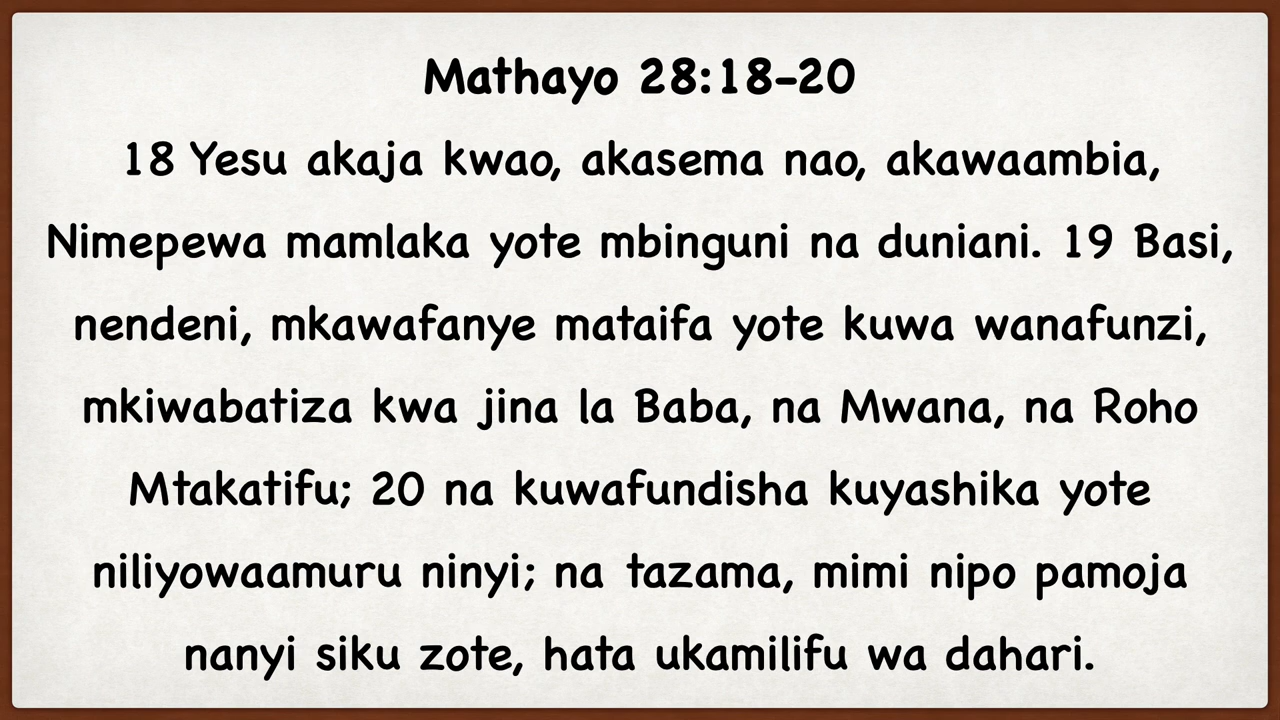 Mathayo 28:18-20
18 Yesu akaja kwao, akasema nao, akawaambia,
Nimepewa mamlaka yote mbinguni na duniani. 19 Basi,
nendeni, mkawafanye mataifa yote kuwa wanafunzi,
mkiwabatiza kwa jina la Baba, na Mwana, na Roho
Mtakatifu; 20 na kuwafundisha kuyashika yote
niliyowaamuru ninyi; na tazama, mimi nipo pamoja
nanyi siku zote, hata ukamilifu wa dahari.